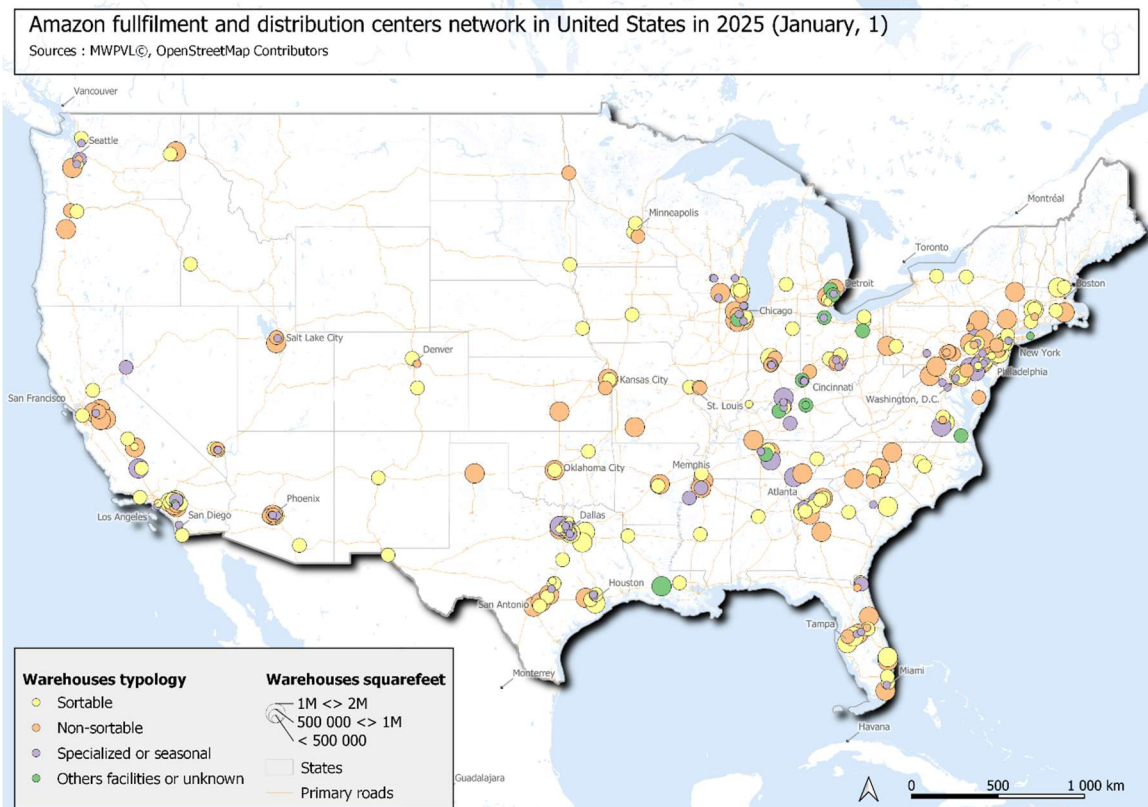 Amazon fullfilment and distribution centers network in United States in 2025 (January, 1)
Sources : MWPVL©, OpenStreetMap Contributors
Vancouver
Seattle
Minneapolis
Montréal
Toronto
Detroit
Boston
Chicago
Salt Lake City
Denver
New York
Philadelphia
Kansas City
Cincinnati
San Francisco
St. Louis
Washington, D.C.
Oklahoma City
Memphis
Phoenix
Atlanta
Los Angeles
San Diego
Dallas
Houston
San Antonio
Tampa
Miami
Monterrey
Havana
Guadalajara
Warehouses typology
Sortable
Non-sortable
Specialized or seasonal
Others facilities or unknown
Warehouses squarefeet
1M <> 2M
500 000 <> 1M
< 500 000
States
Primary roads
0 500 1 000 km